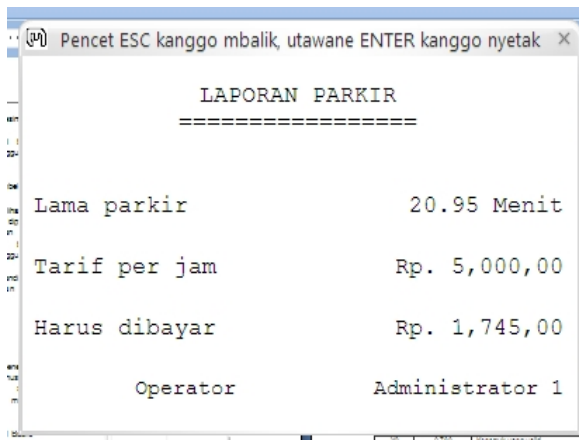 Pencet ESC kanggo mbalik, utawane ENTER kanggo nyetak
LAPORAN PARKIR
=================
Lama parkir 20.95 Menit
Tarif per jam Rp. 5,000,00
Harus dibayar Rp. 1,745,00
Operator Administrator 1